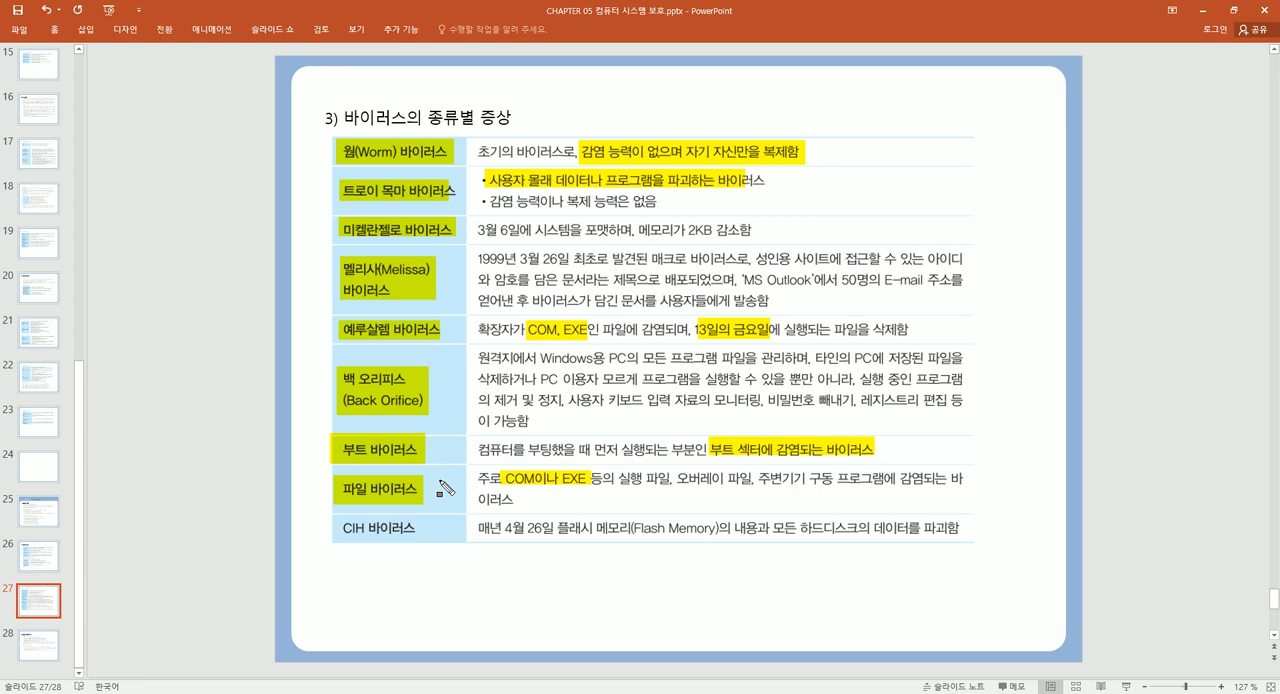 CHAPTER 05 컴퓨터 시스템 보호.pptx - PowerPoint
파일 홈 삽입 디자인 전환 애니메이션 슬라이드 쇼 검토 보기 추가 기능 수행할 작업을 알려 주세요.
로그인 공유
15
16
17
18
19
20
21
22
23
24
25
26
27
28
3) 바이러스의 종류별 증상
웜(Worm) 바이러스 초기의 바이러스로, 감염 능력이 없으며 자기 자신만을 복제함
트로이 목마 바이러스
• 사용자 몰래 데이터나 프로그램을 파괴하는 바이러스
• 감염 능력이나 복제 능력은 없음
미켈란젤로 바이러스 3월 6일에 시스템을 포맷하며, 메모리가 2KB 감소함
멜리사(Melissa)
바이러스
1999년 3월 26일 최초로 발견된 매크로 바이러스로, 성인용 사이트에 접근할 수 있는 아이디
와 암호를 담은 문서라는 제목으로 배포되었으며, 'MS Outlook'에서 50명의 E-mail 주소를
얻어낸 후 바이러스가 담긴 문서를 사용자들에게 발송함
예루살렘 바이러스 확장자가 COM, EXE인 파일에 감염되며, 13일의 금요일에 실행되는 파일을 삭제함
백 오리피스
(Back Orifice)
원격지에서 Windows용 PC의 모든 프로그램 파일을 관리하며, 타인의 PC에 저장된 파일을
삭제하거나 PC 이용자 모르게 프로그램을 실행할 수 있을 뿐만 아니라, 실행 중인 프로그램
의 제거 및 정지, 사용자 키보드 입력 자료의 모니터링, 비밀번호 빼내기, 레지스트리 편집 등
이 가능함
부트 바이러스 컴퓨터를 부팅했을 때 먼저 실행되는 부분인 부트 섹터에 감염되는 바이러스
파일 바이러스
주로 COM이나 EXE 등의 실행 파일, 오버레이 파일, 주변기기 구동 프로그램에 감염되는 바
이러스
CIH 바이러스 매년 4월 26일 플래시 메모리(Flash Memory)의 내용과 모든 하드디스크의 데이터를 파괴함
슬라이드 27/28 한국어 슬라이드 노트 메모 127 %